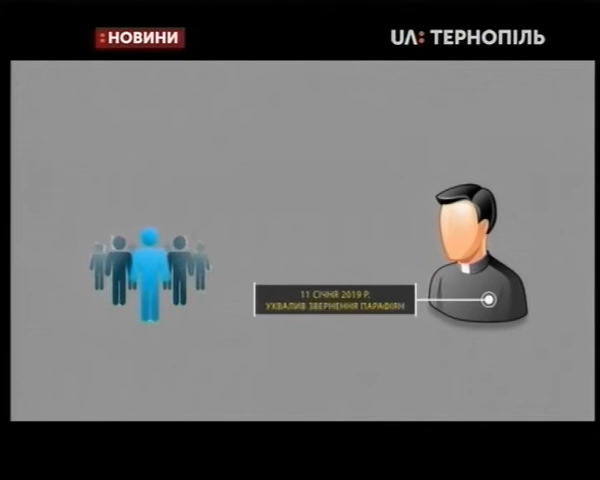 :НОВИНИ
UA: ТЕРНОПІЛЬ
11 СІЧНЯ 2019 Р.
УХВАЛИВ ЗВЕРНЕННЯ ПАРАФІЯН